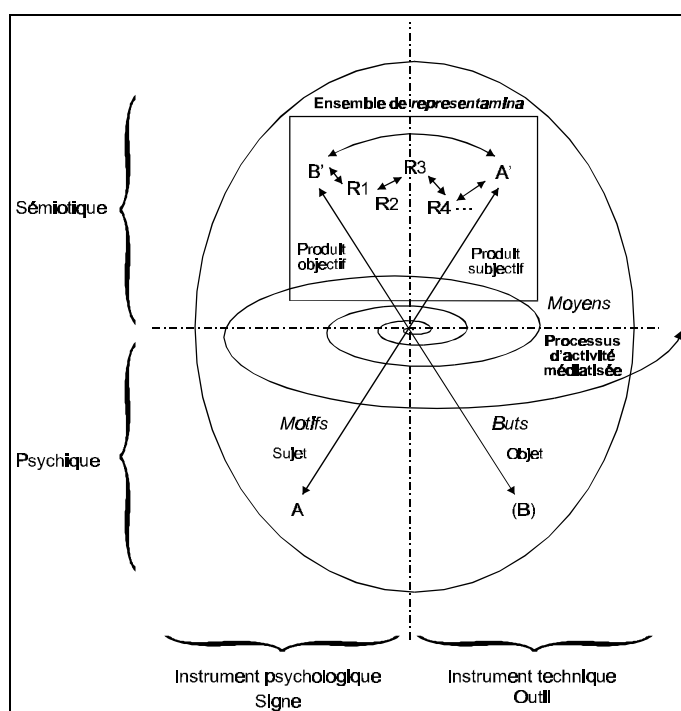 Ensemble de representamina
B' R3 A'
R1
R2 R4 ....
Sémiotique
Produit
objectif
Produit
subjectif
Moyens
Processus
d'activité
médiatisée
Motifs
Buts
Psychique
Sujet
Objet
A
(B)
Instrument psychologique
Signe
Instrument technique
Outil